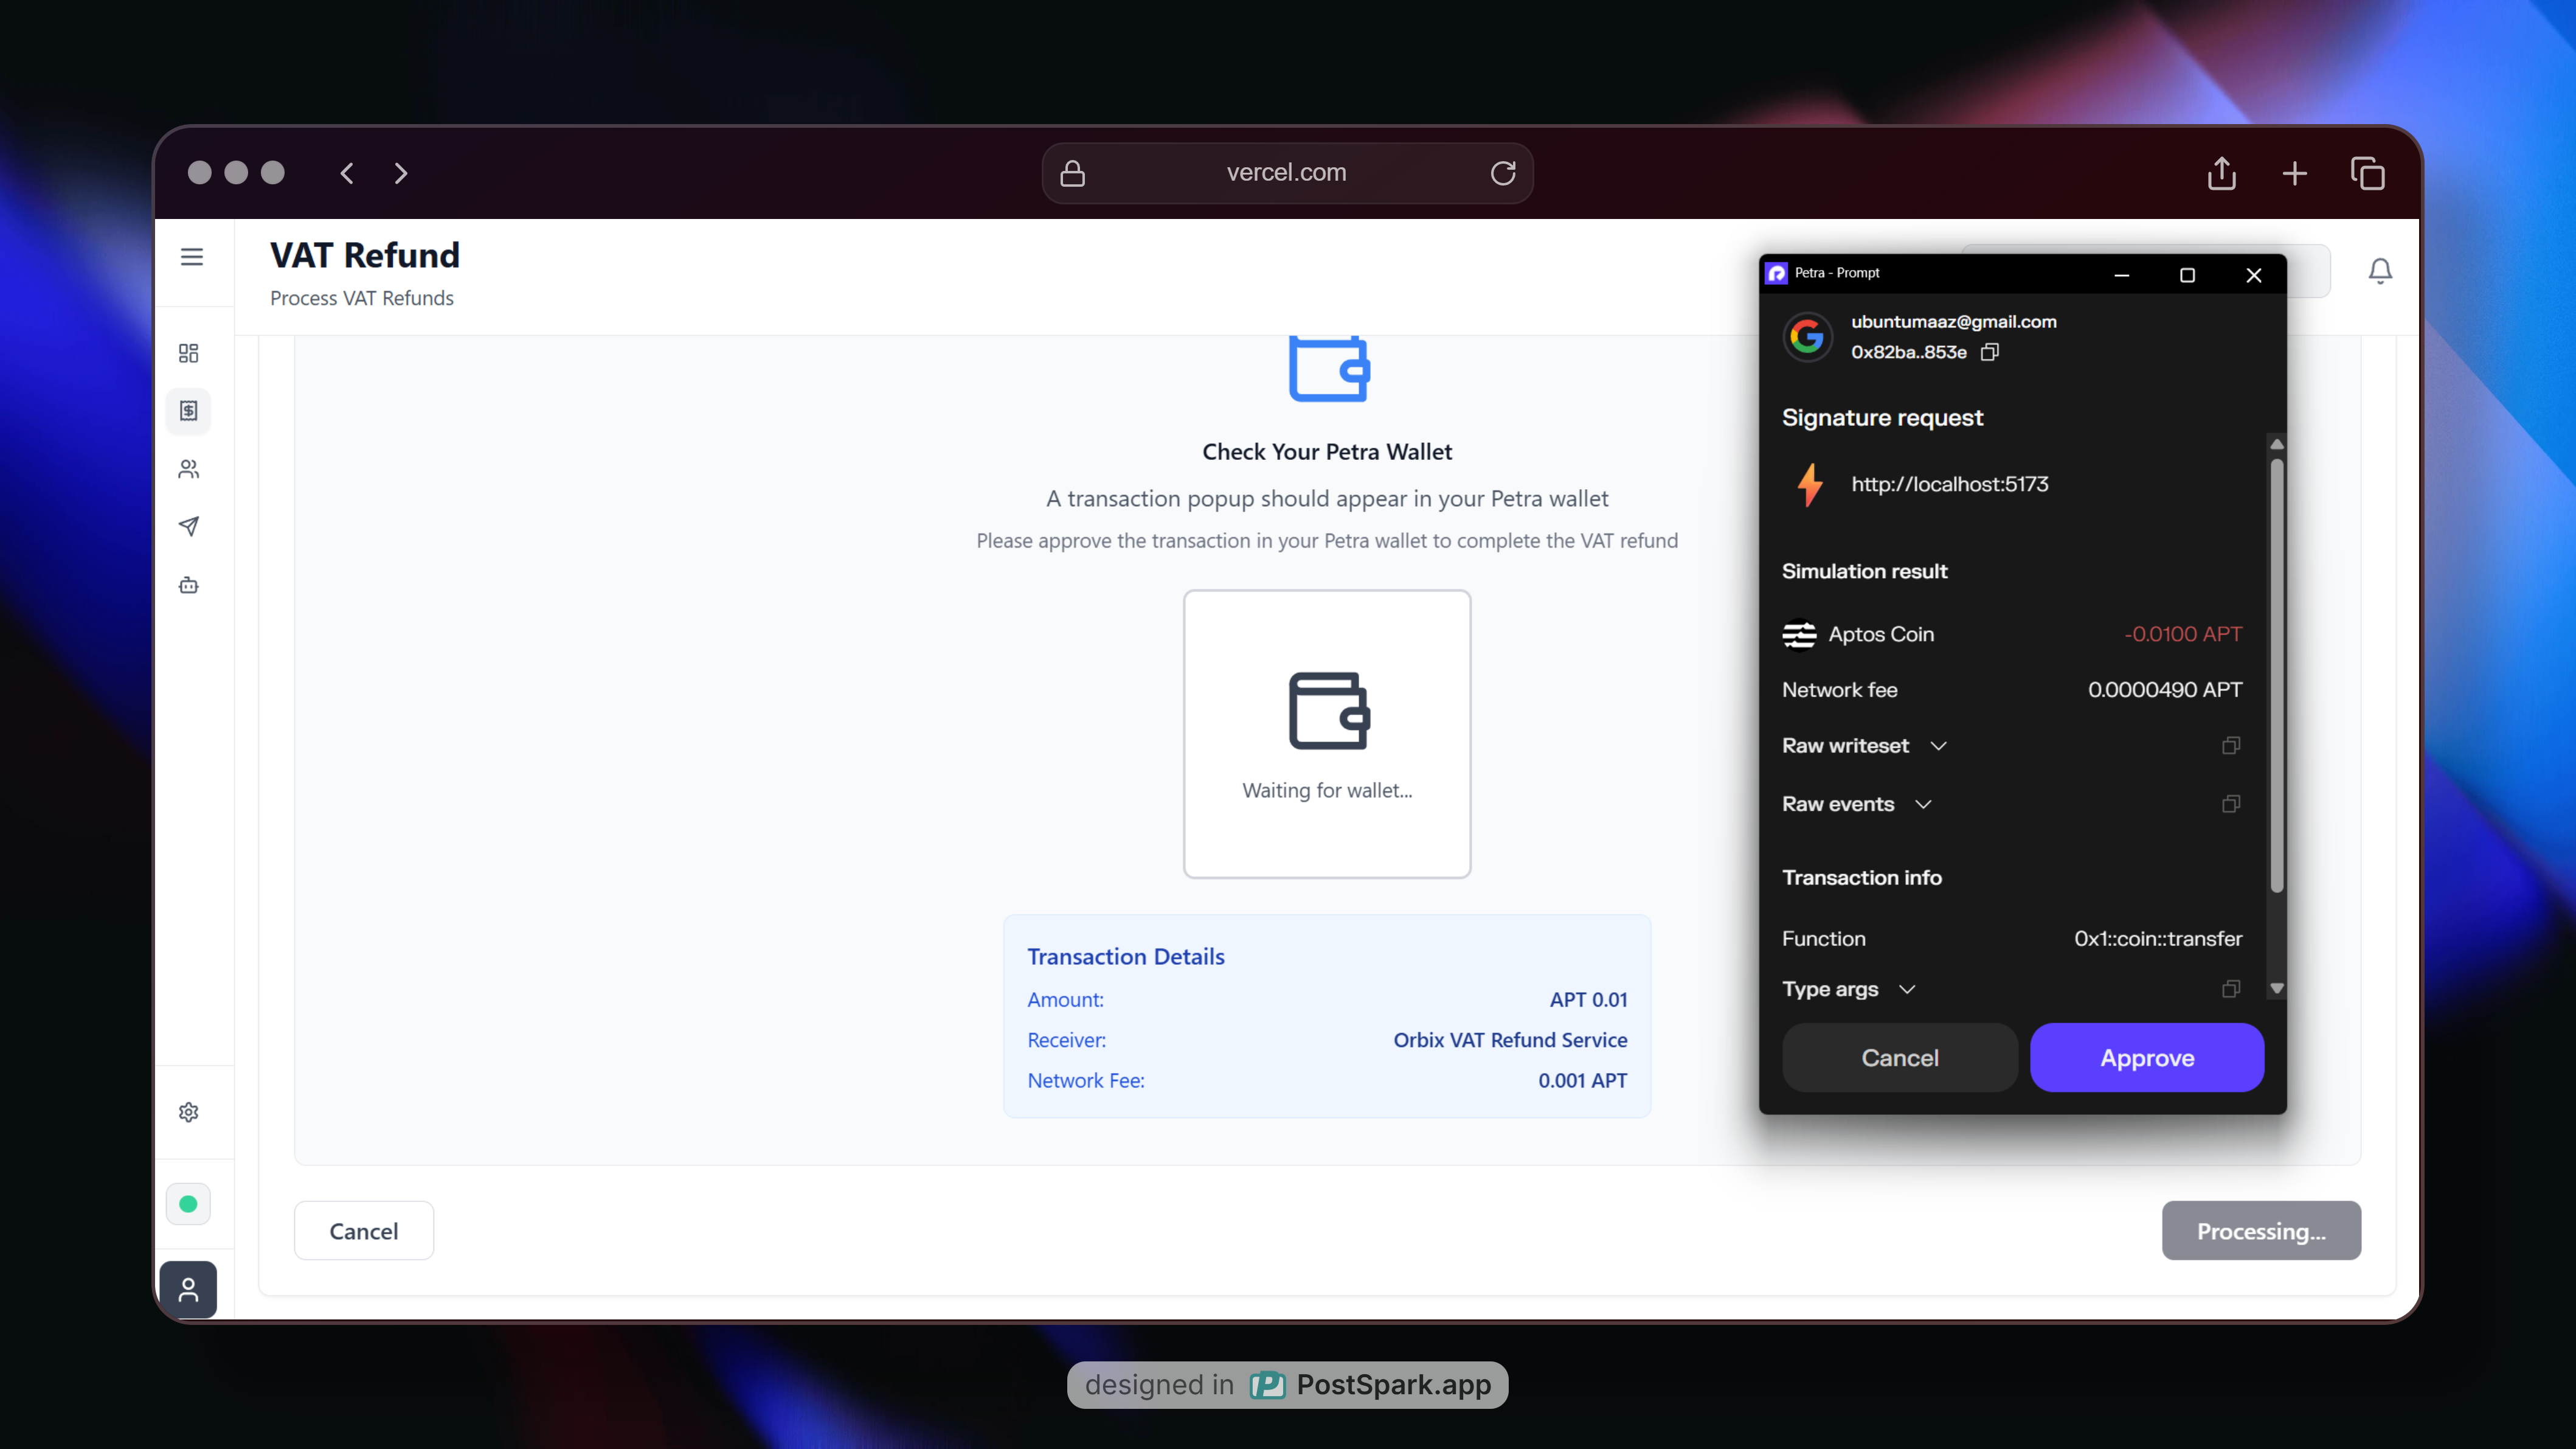 vercel.com
VAT Refund
Process VAT Refunds
Check Your Petra Wallet
A transaction popup should appear in your Petra wallet
Please approve the transaction in your Petra wallet to complete the VAT refund
Waiting for wallet...
Transaction Details
Amount: APT 0.01
Receiver: Orbix VAT Refund Service
Network Fee: 0.001 APT
Cancel
Processing...
Petra - Prompt
ubuntumaaz@gmail.com
0x82ba..853e
Signature request
http://localhost:5173
Simulation result
Aptos Coin -0.0100 APT
Network fee 0.0000490 APT
Raw writeset
Raw events
Transaction info
Function 0x1::coin::transfer
Type args
Cancel Approve
designed in PostSpark.app